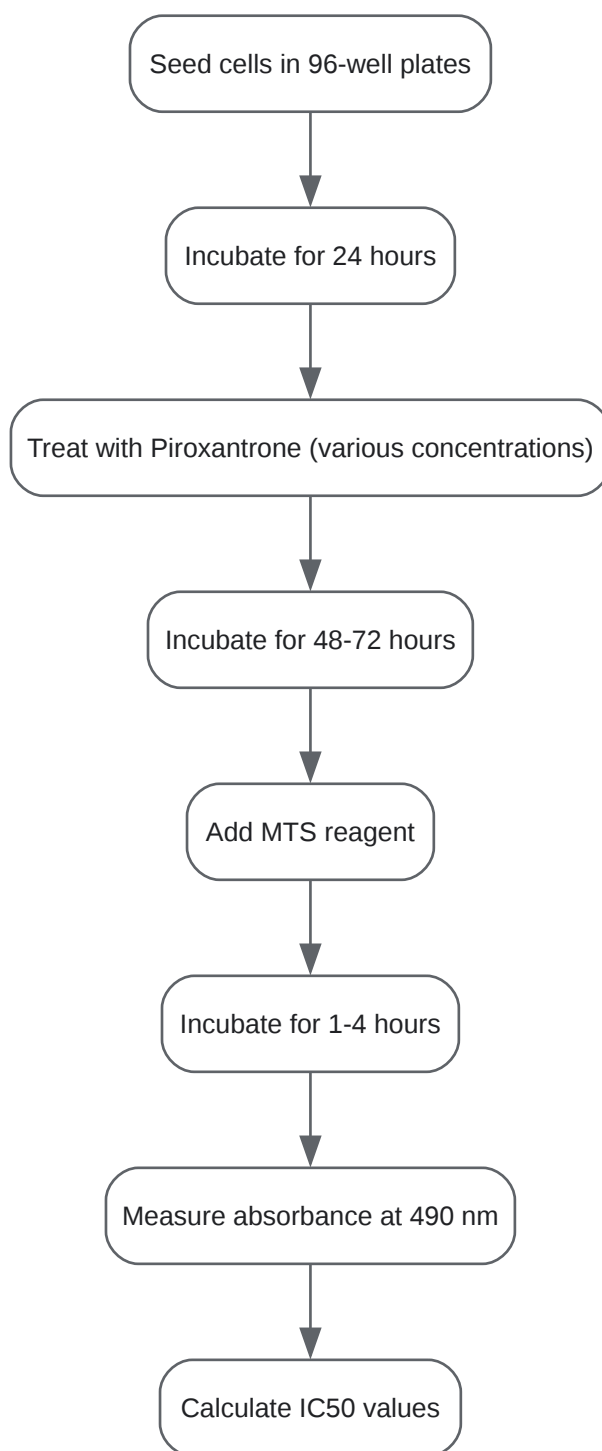 Seed cells in 96-well plates
Incubate for 24 hours
Treat with Piroxantrone (various concentrations)
Incubate for 48-72 hours
Add MTS reagent
Incubate for 1-4 hours
Measure absorbance at 490 nm
Calculate IC50 values